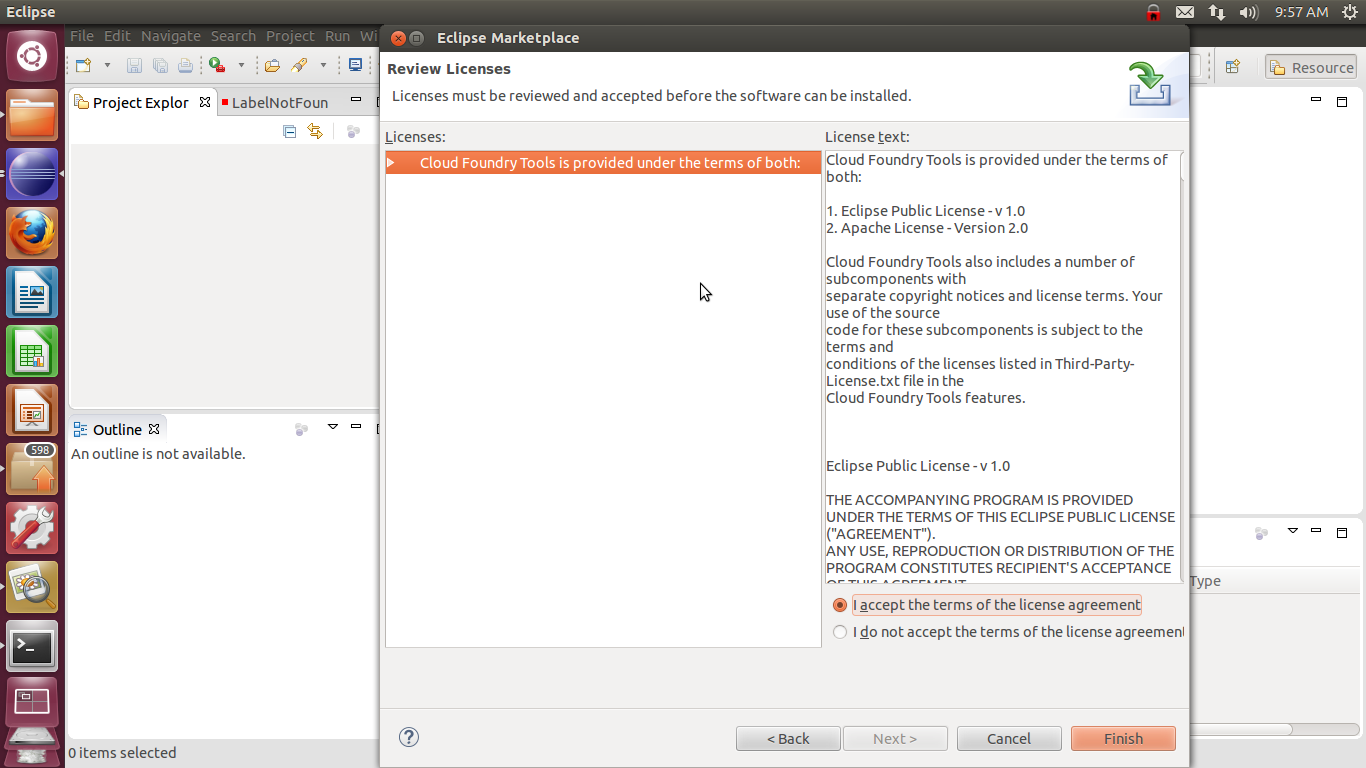 Eclipse
9:57 AM
File Edit Navigate Search Project Run Wi
Eclipse Marketplace
Resource
Review Licenses
Licenses must be reviewed and accepted before the software can be installed.
Project Explor
LabelNotFoun
Licenses:
License text:
Cloud Foundry Tools is provided under the terms of both:
Cloud Foundry Tools is provided under the terms of
both:
1. Eclipse Public License - v 1.0
2. Apache License - Version 2.0
Cloud Foundry Tools also includes a number of
subcomponents with
separate copyright notices and license terms. Your
use of the source
code for these subcomponents is subject to the
terms and
conditions of the licenses listed in Third-Party-
License.txt file in the
Cloud Foundry Tools features.
Eclipse Public License - v 1.0
THE ACCOMPANYING PROGRAM IS PROVIDED
UNDER THE TERMS OF THIS ECLIPSE PUBLIC LICENSE
("AGREEMENT").
ANY USE, REPRODUCTION OR DISTRIBUTION OF THE
PROGRAM CONSTITUTES RECIPIENT'S ACCEPTANCE
OF THIS AGREEMENT
I accept the terms of the license agreement
I do not accept the terms of the license agreement
Outline
An outline is not available.
598
Type
< Back
Next >
Cancel
Finish
0 items selected